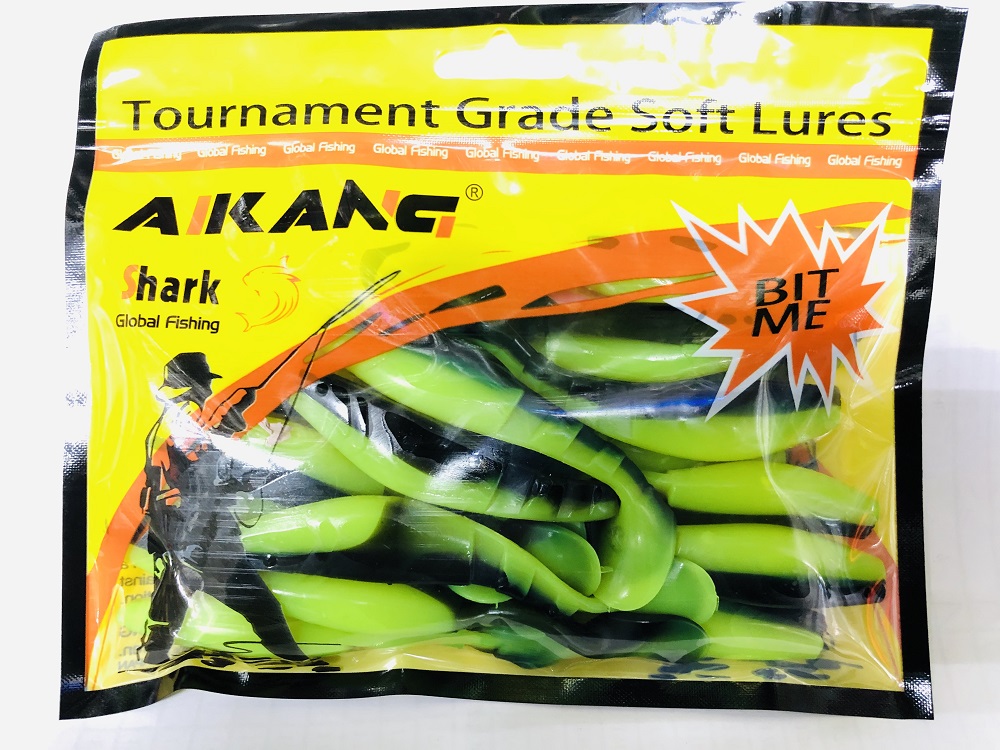 Tournament Grade Soft Lures
Global Fishing Global Fishing Global Fishing Global Fishing Global Fishing Global Fishing Global Fishing Global Fishing Global Fishing
AIKANG®
Shark
Global Fishing
BIT
ME